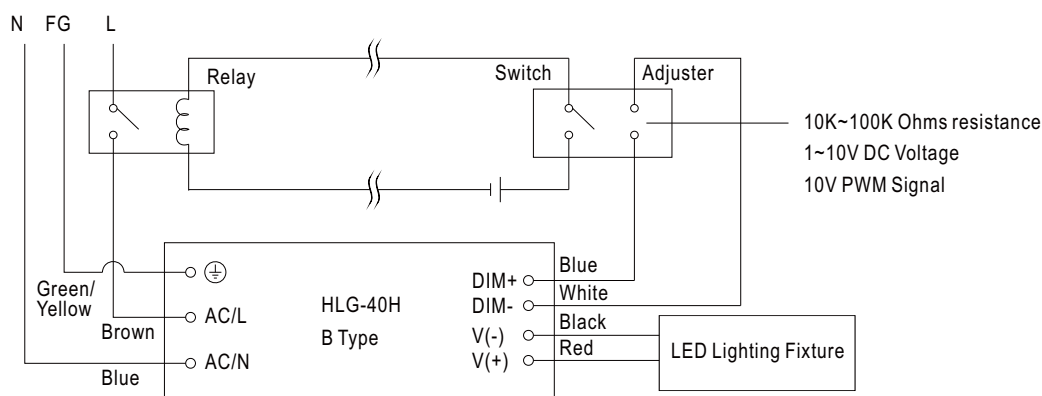 N FG L
Relay
Switch
Adjuster
10K~100K Ohms resistance
1~10V DC Voltage
10V PWM Signal
Green/
Yellow
Brown
Blue
AC/L
AC/N
HLG-40H
B Type
DIM+
DIM-
V(-)
V(+)
Blue
White
Black
Red
LED Lighting Fixture